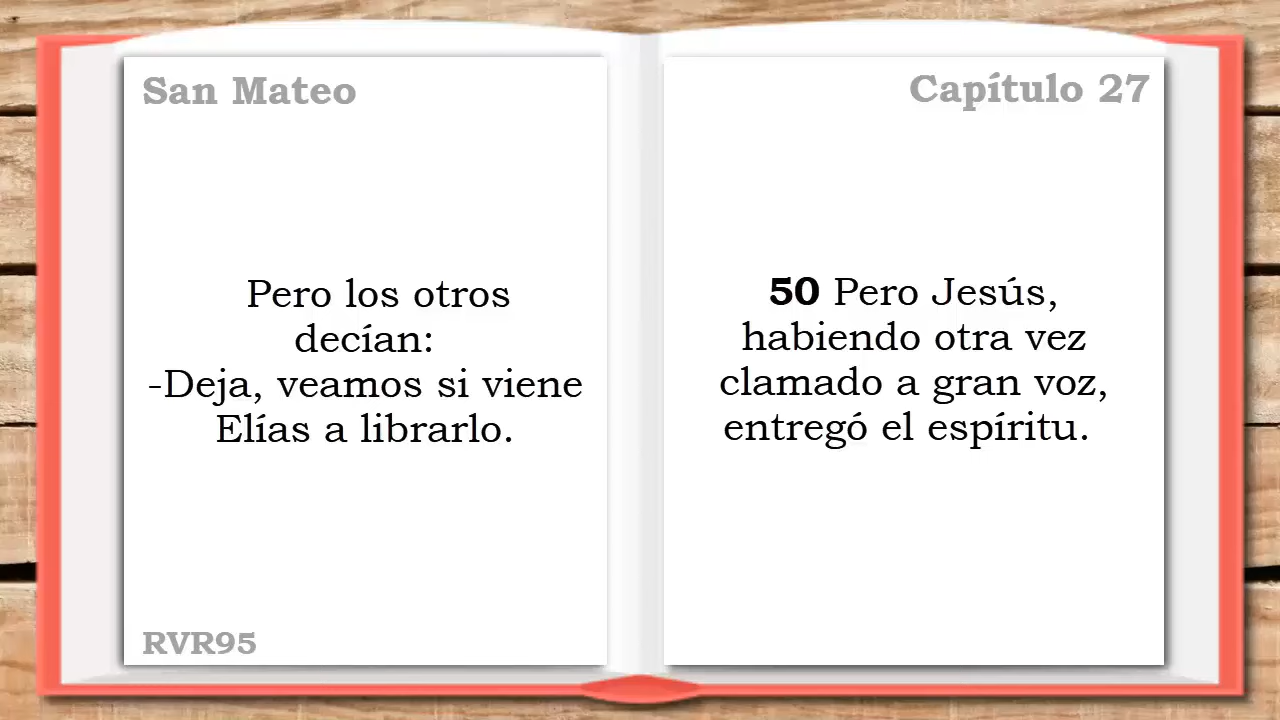 San Mateo
Pero los otros
decían:
-Deja, veamos si viene
Elías a librarlo.
RVR95
Capítulo 27
50 Pero Jesús,
habiendo otra vez
clamado a gran voz,
entregó el espíritu.